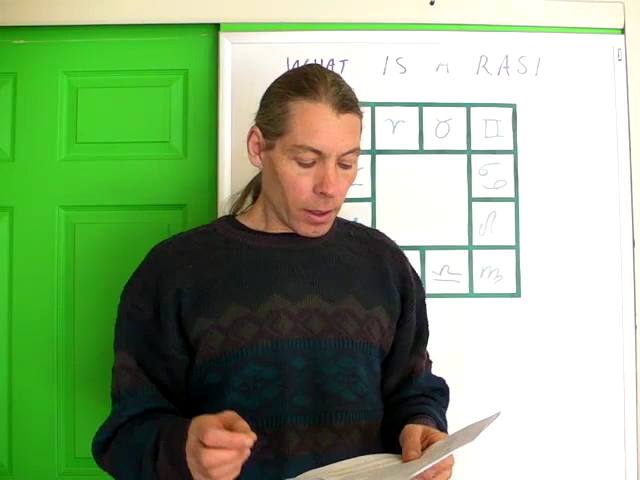 WHAT IS A RASI
♈ ♉ ♊
♋
♌
♎ ♍